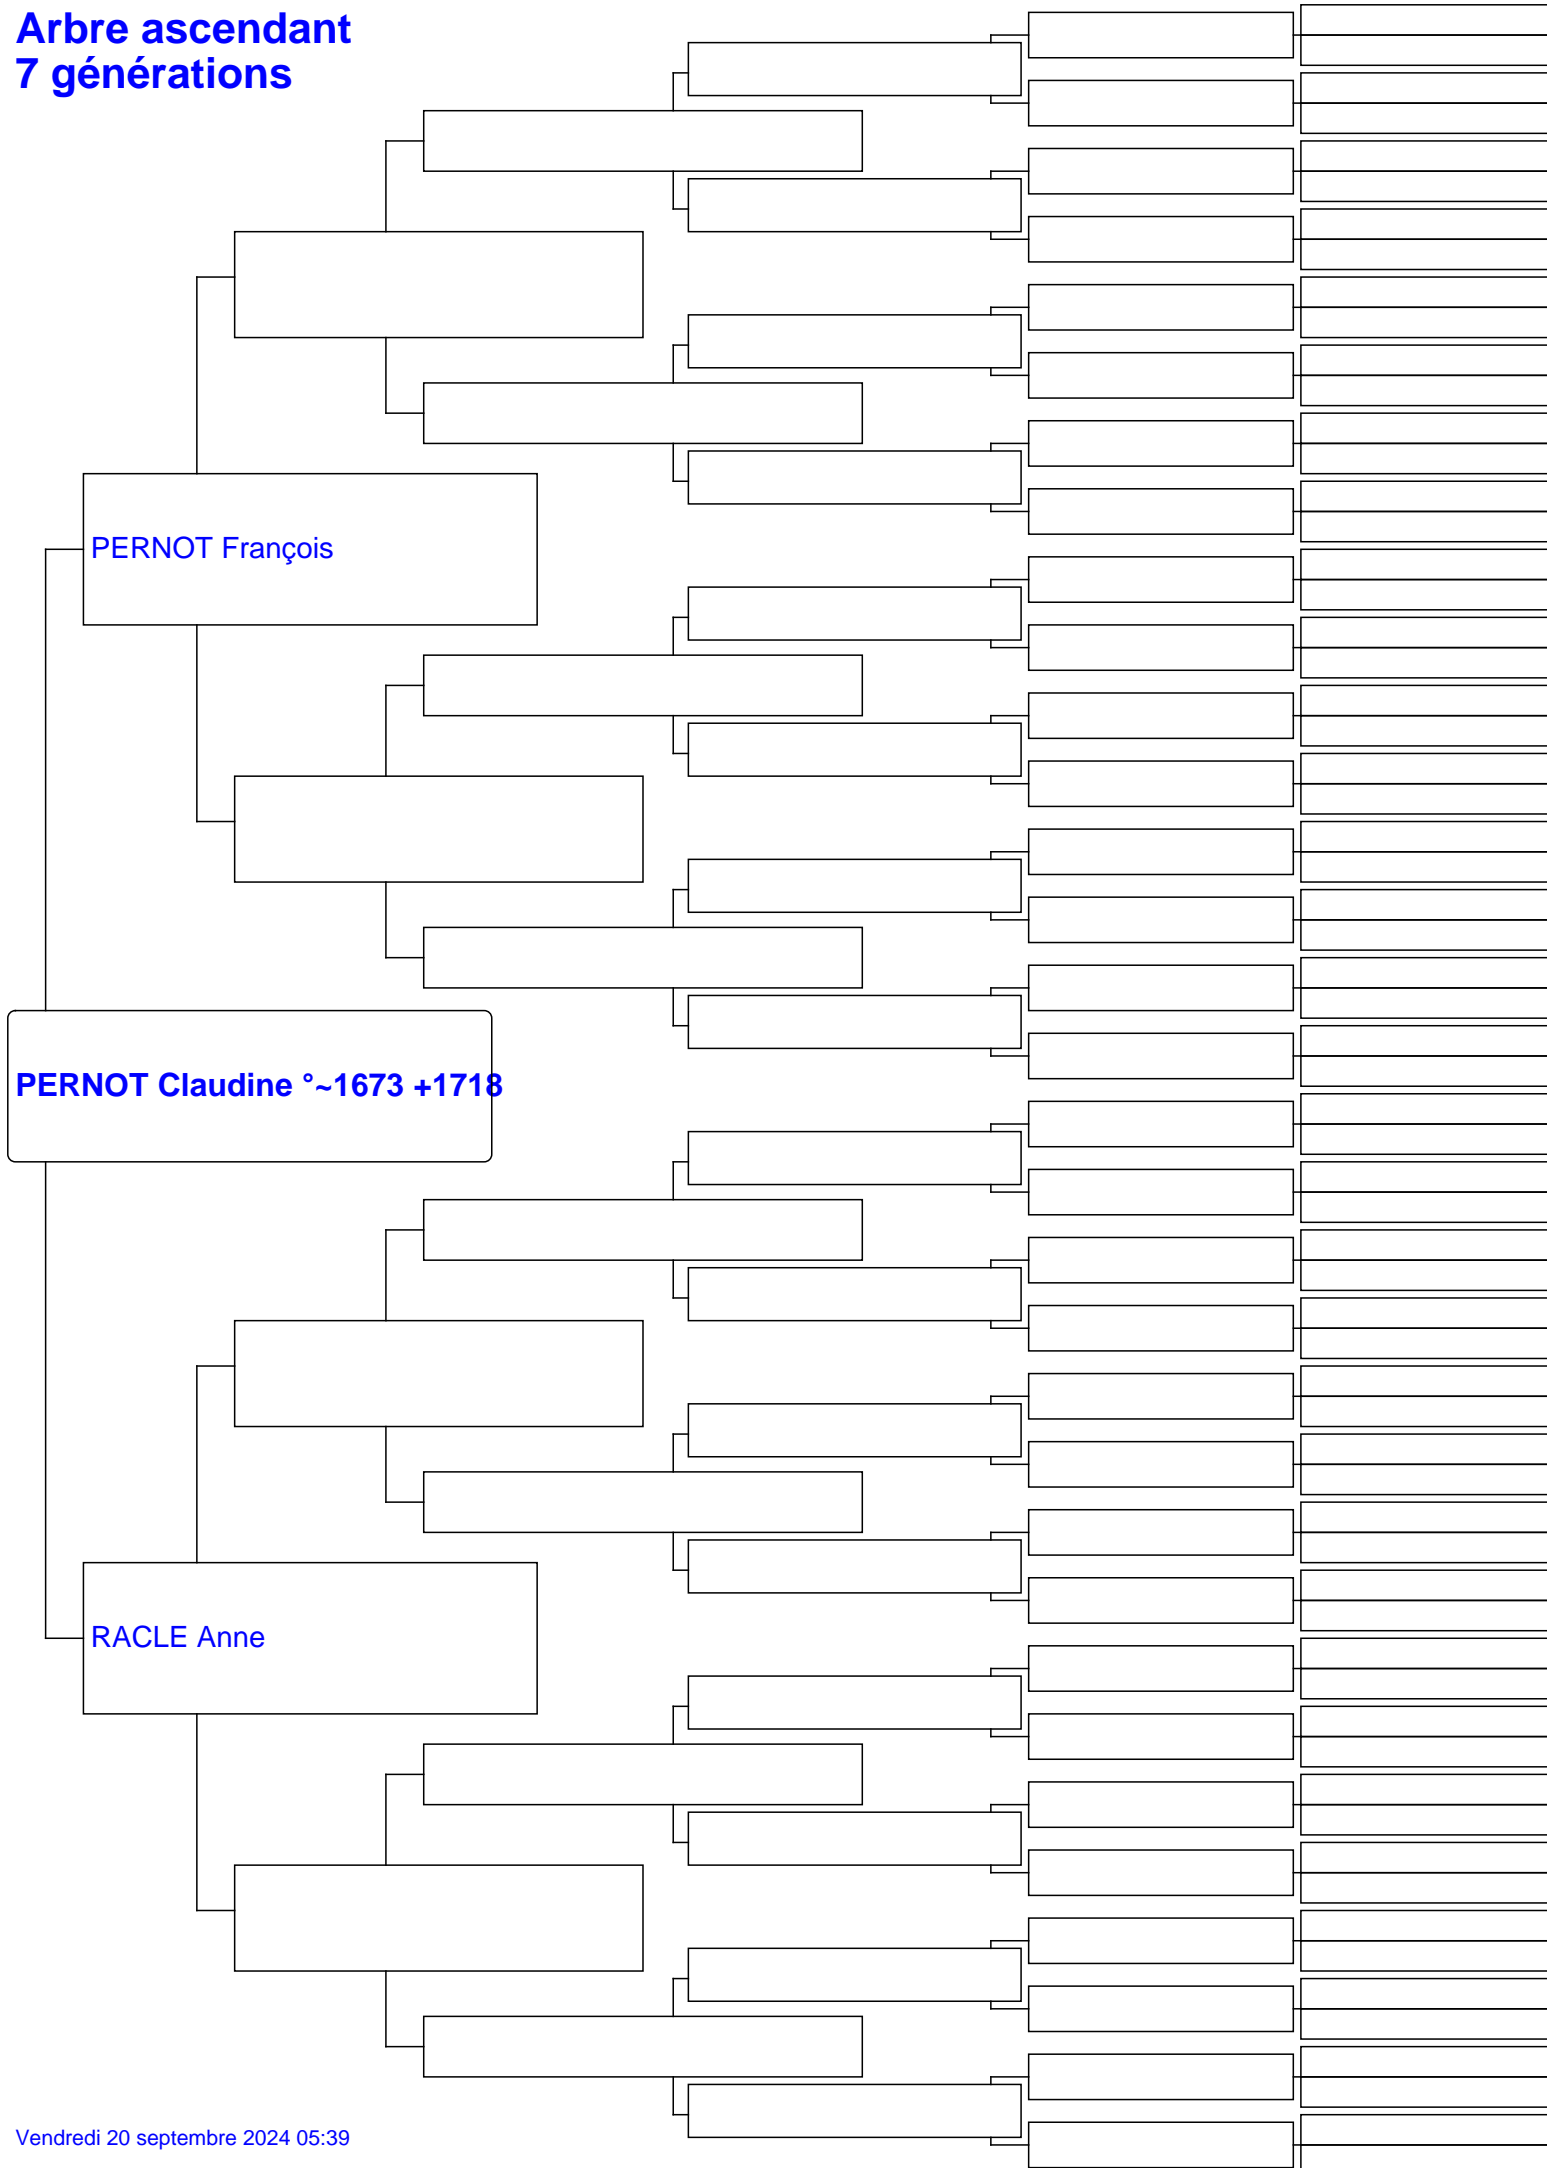 Arbre ascendant
7 générations
PERNOT François
PERNOT Claudine °~1673 +1718
RACLE Anne
Vendredi 20 septembre 2024 05:39